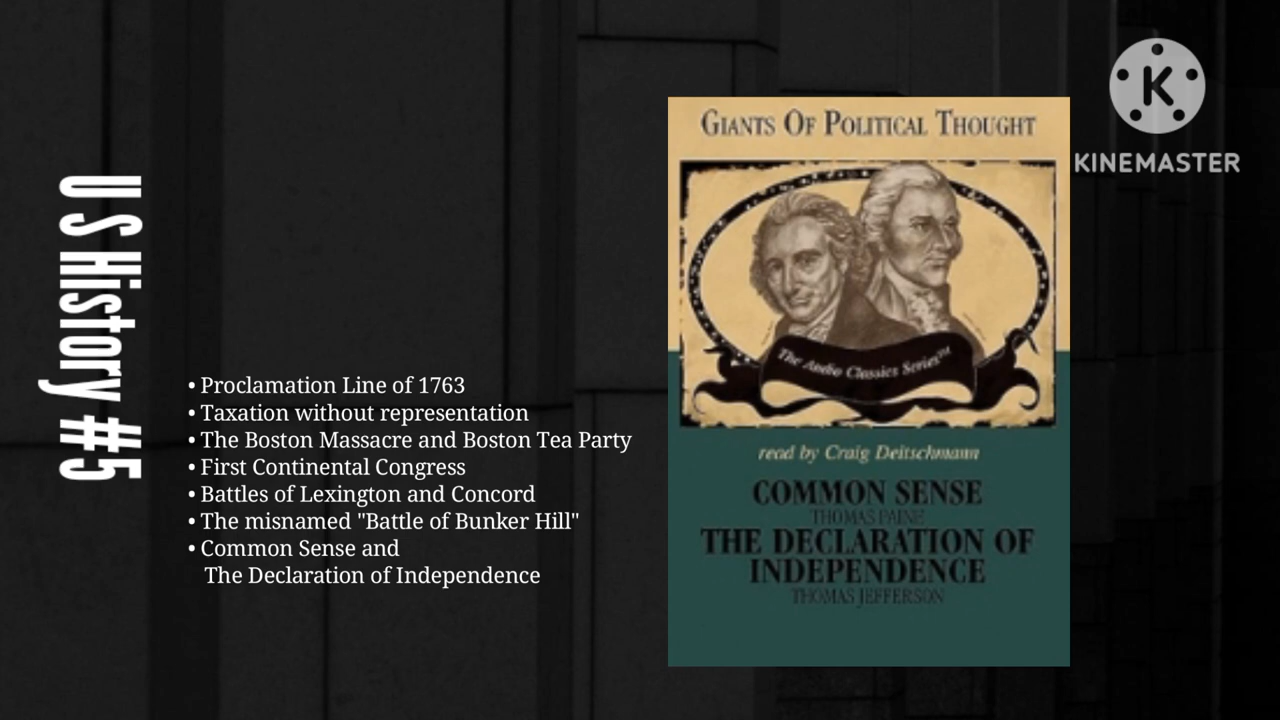 U S History #5
• Proclamation Line of 1763
• Taxation without representation
• The Boston Massacre and Boston Tea Party
• First Continental Congress
• Battles of Lexington and Concord
• The misnamed "Battle of Bunker Hill"
• Common Sense and
The Declaration of Independence
GIANTS OF POLITICAL THOUGHT
The Audio Classics Series™
read by Craig Deitschmann
COMMON SENSE
THOMAS PAINE
THE DECLARATION OF
INDEPENDENCE
THOMAS JEFFERSON
K
KINEMASTER